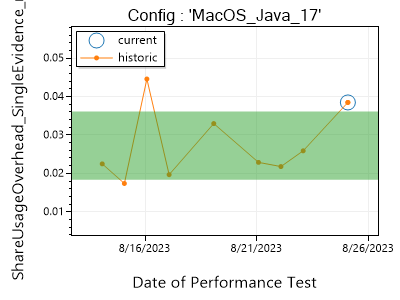 Config : 'MacOS_Java_17'
current
historic
ShareUsageOverhead_SingleEvidence_
0.05
0.04
0.03
0.02
0.01
8/16/2023
8/21/2023
8/26/2023
Date of Performance Test